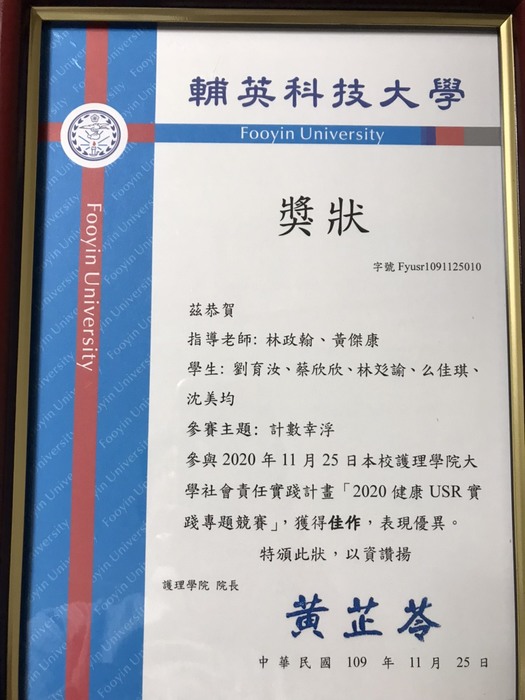 輔英科技大學
Fooyin University
Fooyin University
獎狀
字號 Fyusr1091125010
茲恭賀
指導老師: 林政翰、黃傑康
學生: 劉育汝、蔡欣欣、林彣諭、么佳琪、
沈美均
參賽主題: 計數幸浮
參與 2020 年 11 月 25 日本校護理學院大
學社會責任實踐計畫「2020 健康 USR 實
踐專題競賽」, 獲得佳作, 表現優異。
特頒此狀, 以資讚揚
護理學院 院長
黃芷苓
中華民國 109 年 11 月 25 日